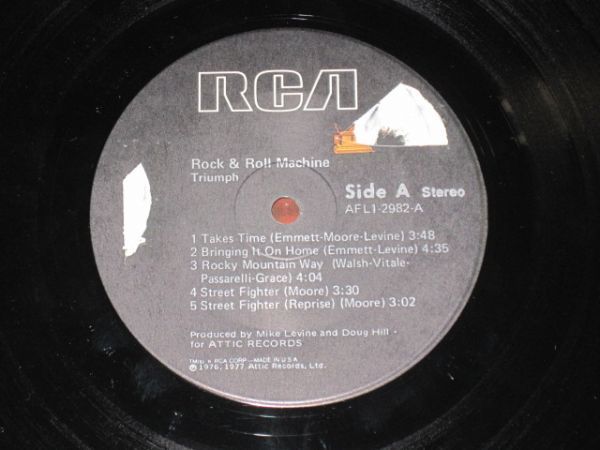 RCA
Rock & Roll Machine
Triumph
Side A Stereo
AFL1-2982-A
1 Takes Time (Emmett-Moore-Levine) 3:48
2 Bringing It On Home (Emmett-Levine) 4:35
3 Rocky Mountain Way (Walsh-Vitale-
Passarelli-Grace) 4:04
4 Street Fighter (Moore) 3:30
5 Street Fighter (Reprise) (Moore) 3:02
Produced by Mike Levine and Doug Hill -
for ATTIC RECORDS
TM(s) ® RCA CORP—MADE IN U.S.A.
Ⓟ 1976, 1977 Attic Records, Ltd.